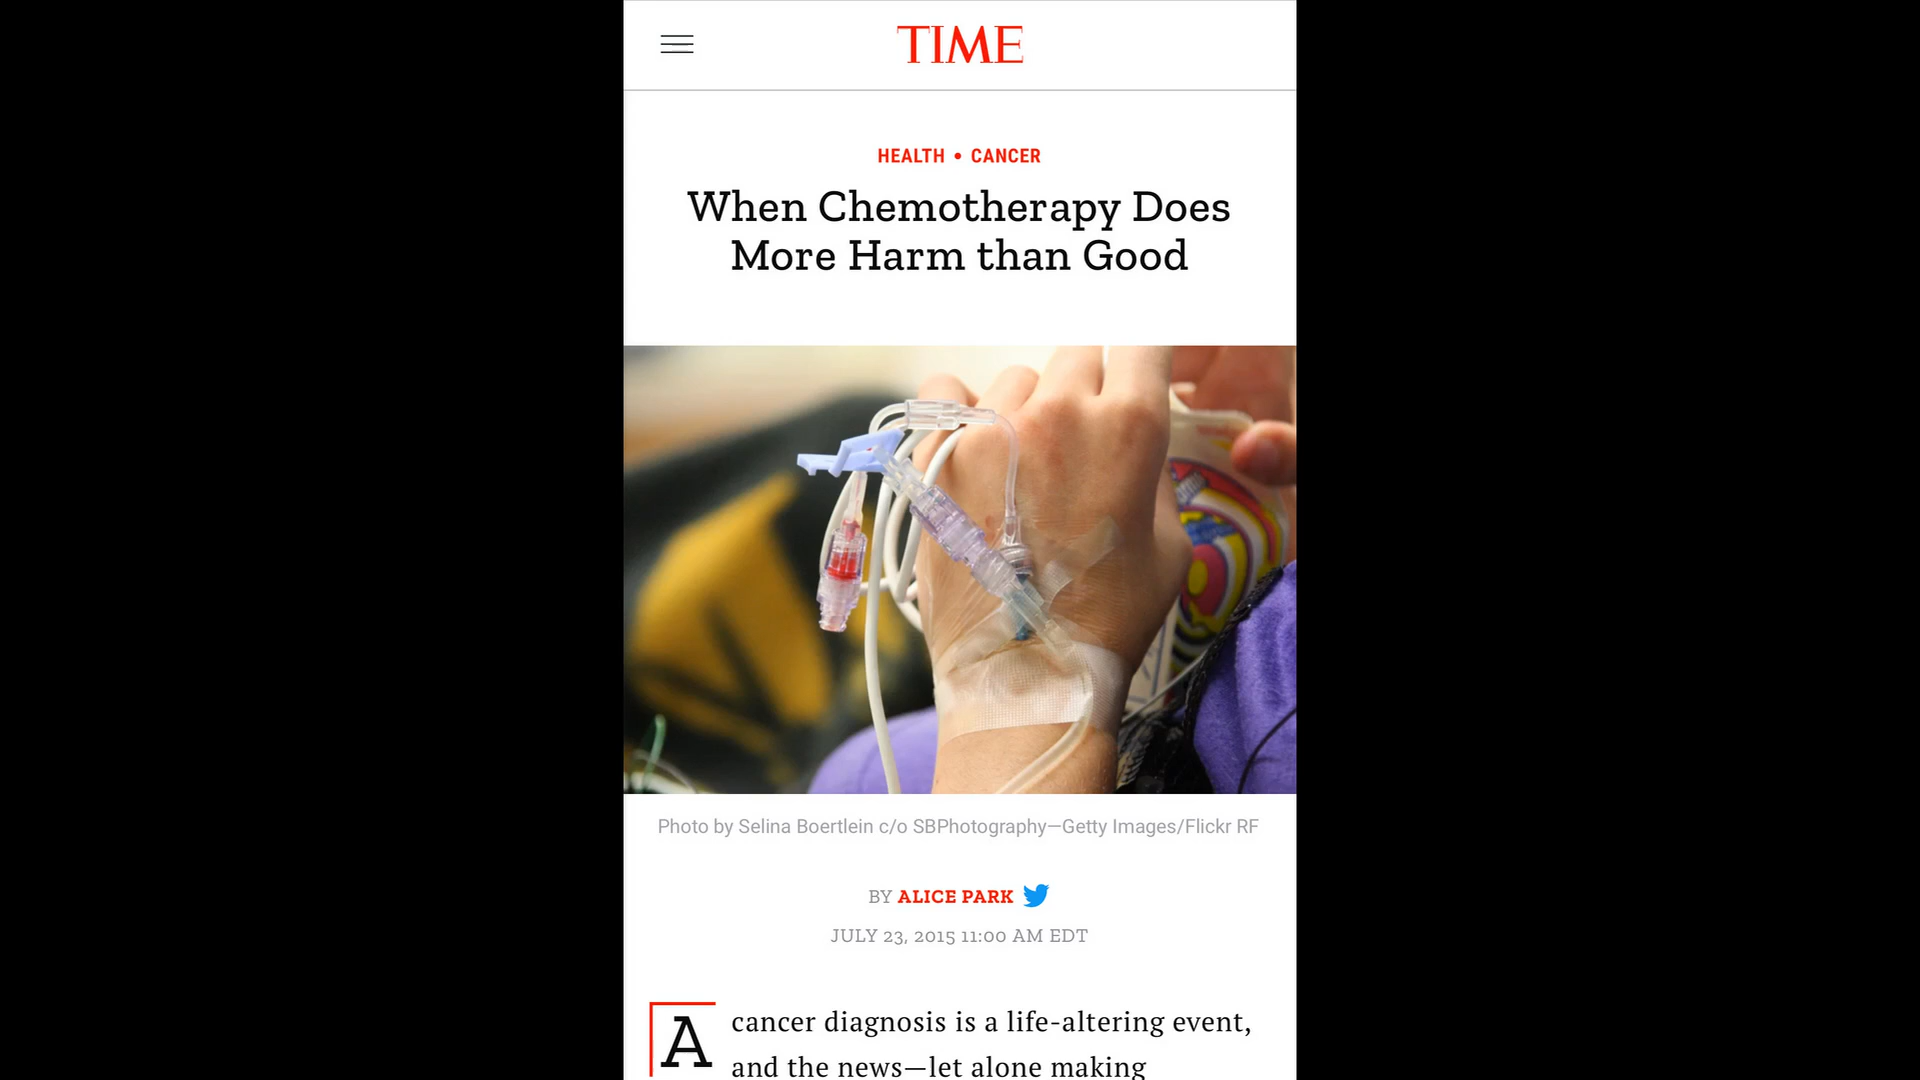 TIME
HEALTH • CANCER
When Chemotherapy Does
More Harm than Good
Photo by Selina Boertlein c/o SBPhotography—Getty Images/Flickr RF
BY ALICE PARK
JULY 23, 2015 11:00 AM EDT
A cancer diagnosis is a life-altering event,
and the news—let alone making